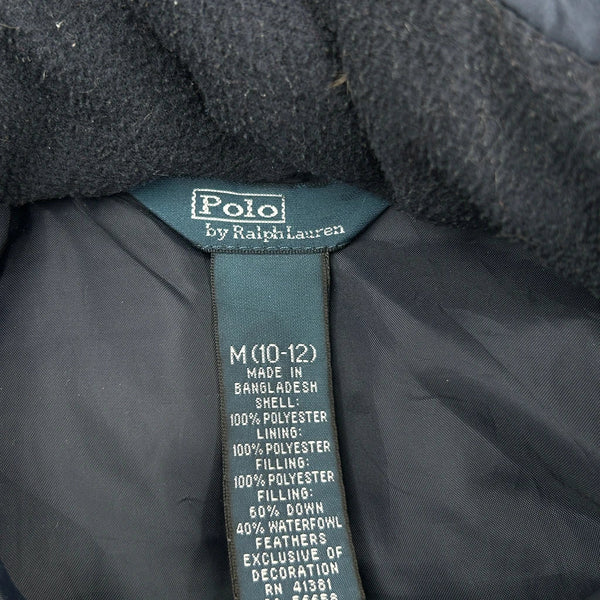 Polo
by Ralph Lauren
M (10-12)
MADE IN
BANGLADESH
SHELL:
100% POLYESTER
LINING:
100% POLYESTER
FILLING:
100% POLYESTER
FILLING:
60% DOWN
40% WATERFOWL
FEATHERS
EXCLUSIVE OF
DECORATION
RN 41381